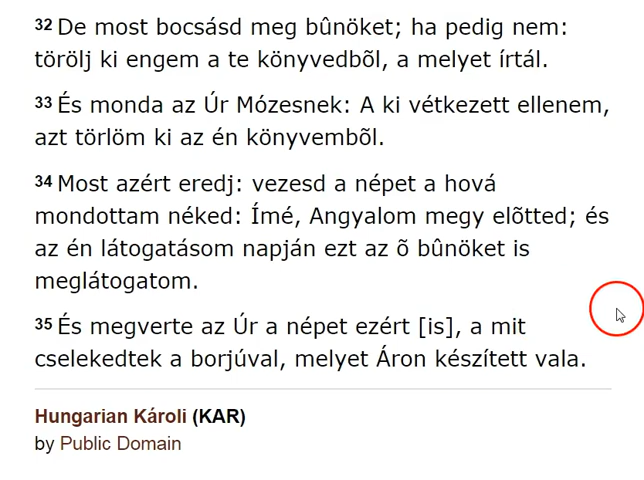 32 De most bocsásd meg bûnöket; ha pedig nem:
törölj ki engem a te könyvedbõl, a melyet írtál.
33 És monda az Úr Mózesnek: A ki vétkezett ellenem,
azt törlöm ki az én könyvembõl.
34 Most azért eredj: vezesd a népet a hová
mondottam néked: Ímé, Angyalom megy elõtted; és
az én látogatásom napján ezt az õ bûnöket is
meglátogatom.
35 És megverte az Úr a népet ezért [is], a mit
cselekedtek a borjúval, melyet Áron készített vala.
Hungarian Károli (KAR)
by Public Domain